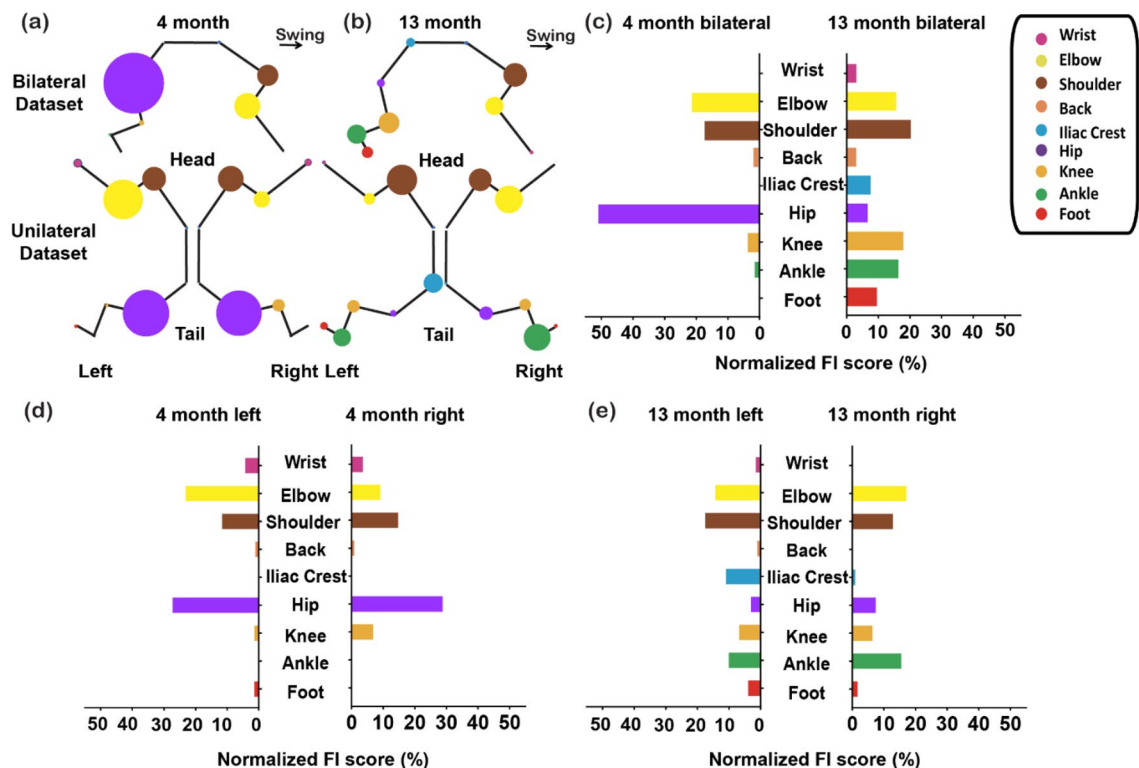 (a)
4 month
(b)
13 month
Swing
Swing
Bilateral
Dataset
Head
Head
Unilateral
Dataset
Tail
Tail
Left
Right
Left
Right
(c)
4 month bilateral
13 month bilateral
Wrist
Elbow
Shoulder
Back
Iliac Crest
Hip
Knee
Ankle
Foot
50 40 30 20 10 0
0 10 20 30 40 50
Normalized FI score (%)
Wrist
Elbow
Shoulder
Back
Iliac Crest
Hip
Knee
Ankle
Foot
(d)
4 month left
4 month right
Wrist
Elbow
Shoulder
Back
Iliac Crest
Hip
Knee
Ankle
Foot
50 40 30 20 10 0
0 10 20 30 40 50
Normalized FI score (%)
(e)
13 month left
13 month right
Wrist
Elbow
Shoulder
Back
Iliac Crest
Hip
Knee
Ankle
Foot
50 40 30 20 10 0
0 10 20 30 40 50
Normalized FI score (%)